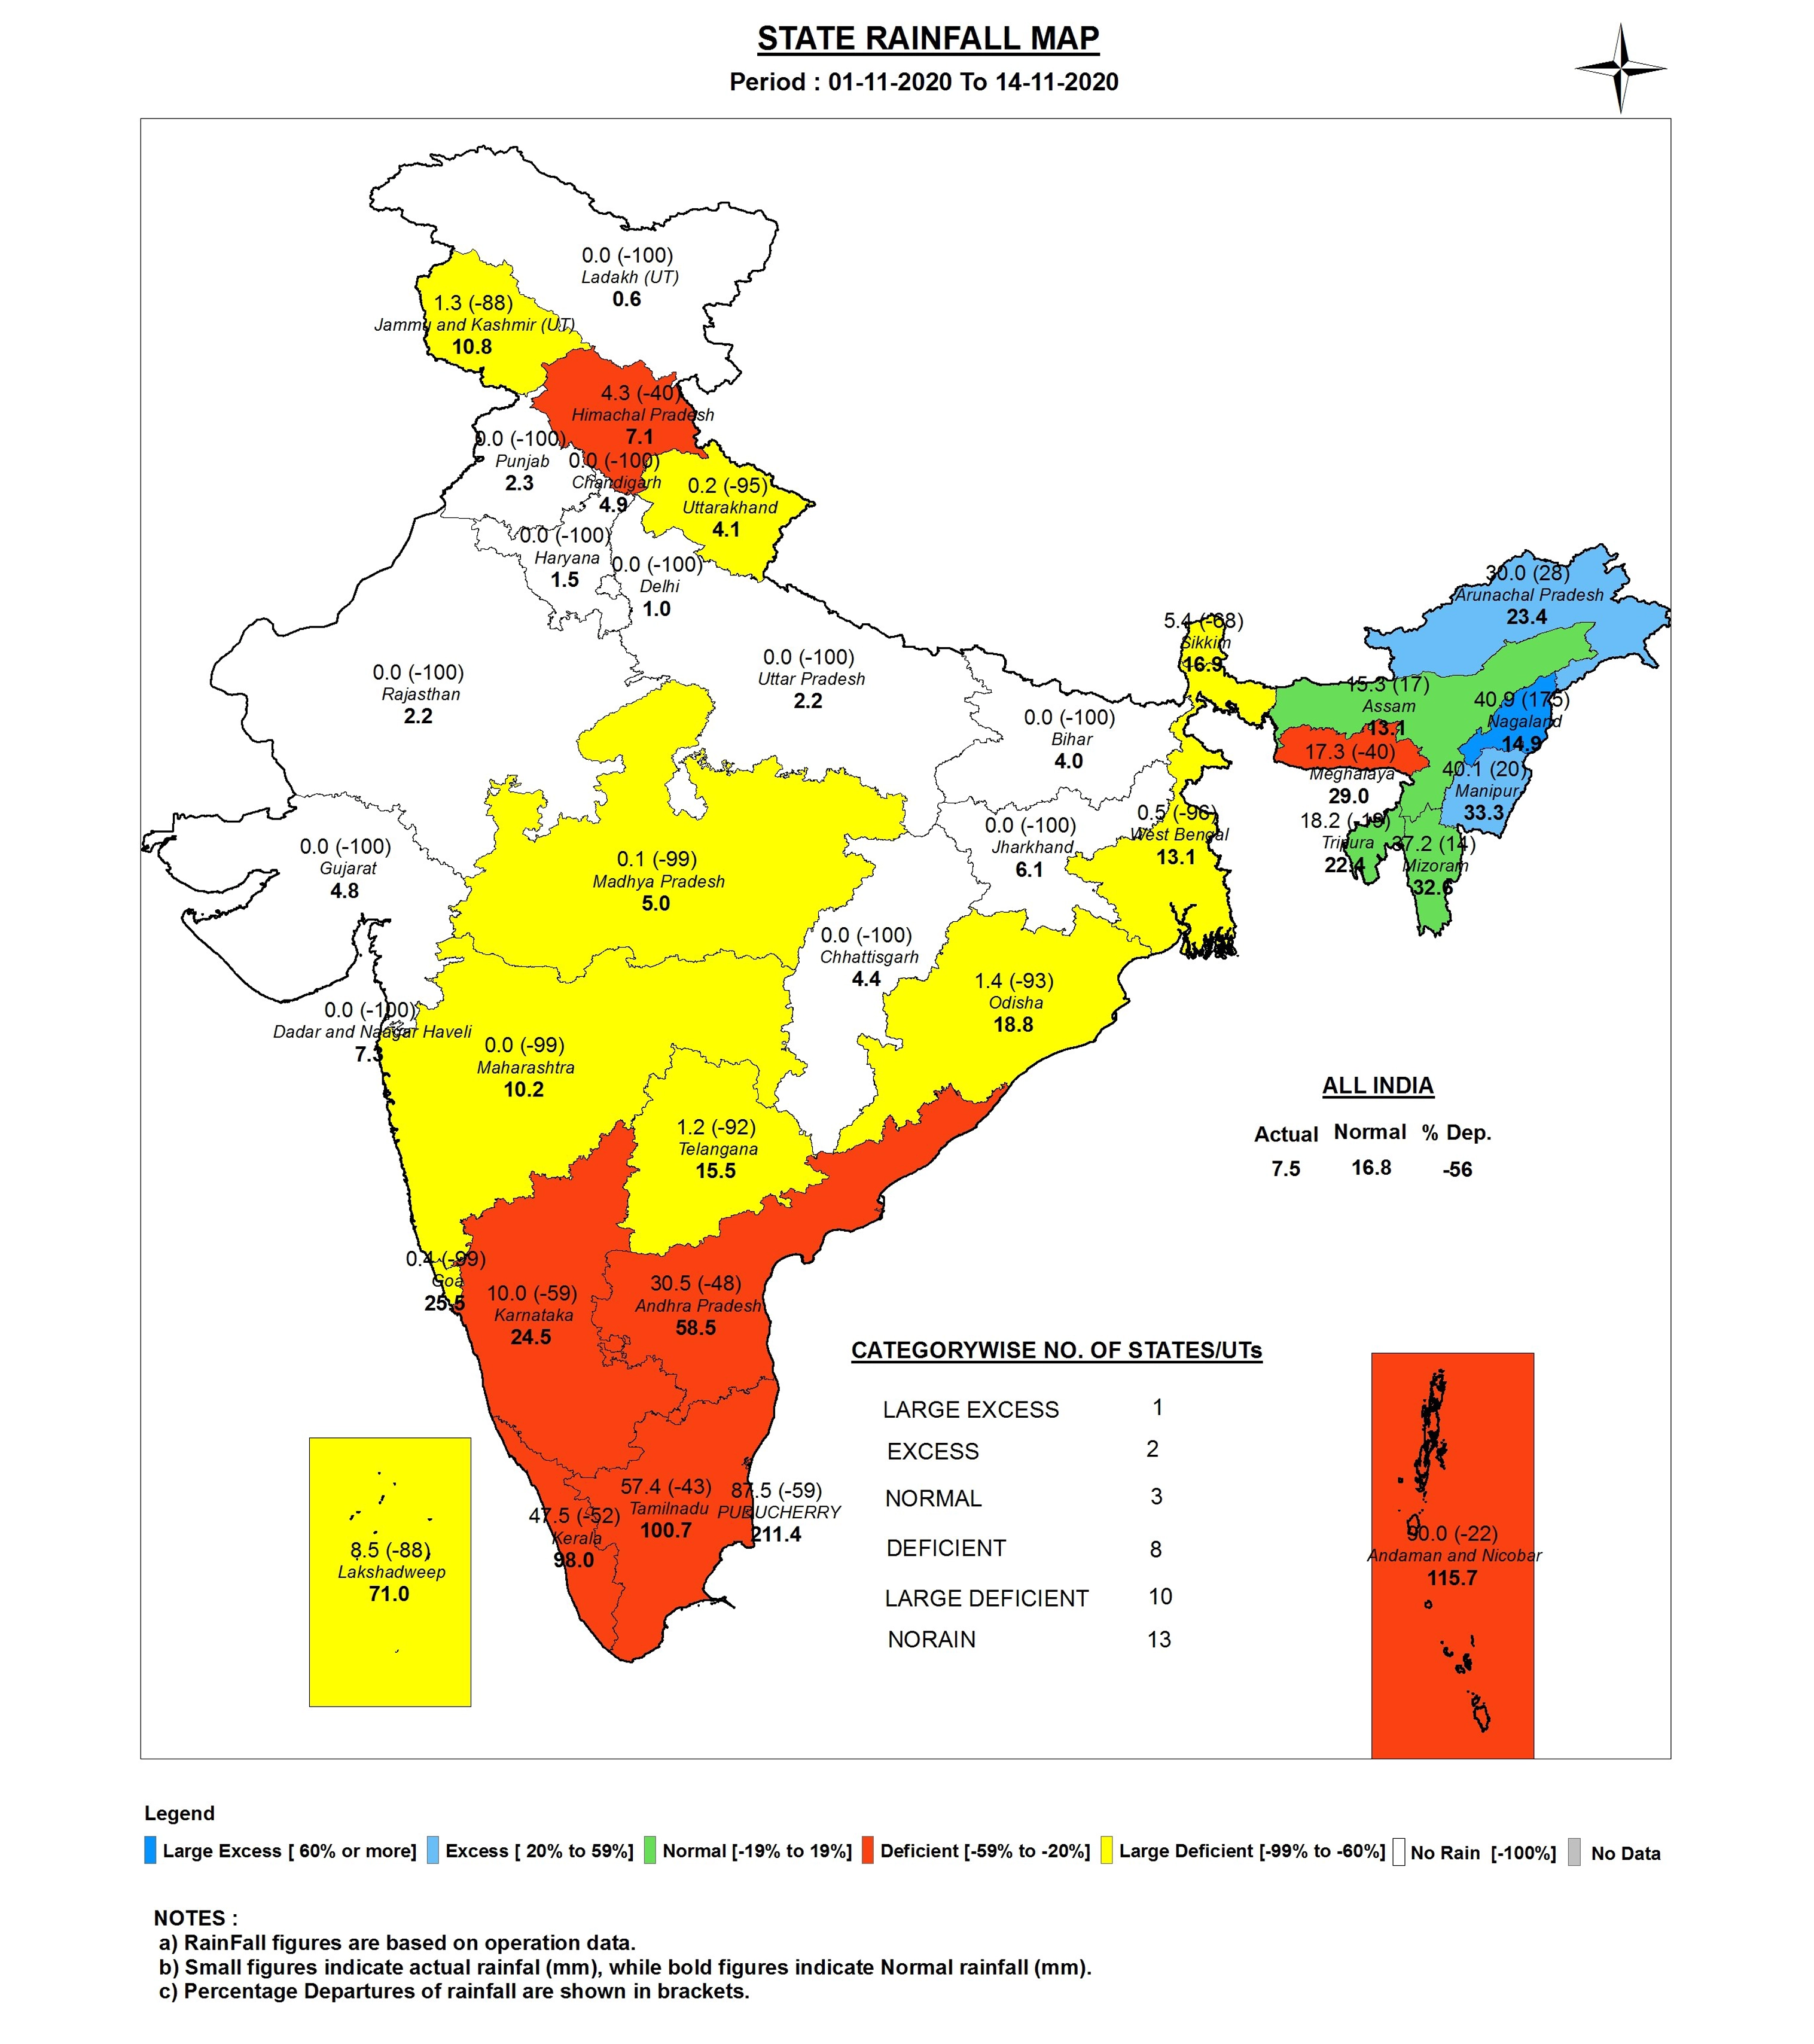 STATE RAINFALL MAP
Period : 01-11-2020 To 14-11-2020
0.0 (-100)
Ladakh (UT)
0.6
1.3 (-88)
Jammu and Kashmir (UT)
10.8
4.3 (-40)
Himachal Pradesh
7.1
0.0 (-100)
Punjab
2.3
0.0 (-100)
Chandigarh
4.9
0.2 (-95)
Uttarakhand
4.1
0.0 (-100)
Haryana
1.5
0.0 (-100)
Delhi
1.0
30.0 (28)
Arunachal Pradesh
23.4
5.4 (-68)
Sikkim
16.9
0.0 (-100)
Rajasthan
2.2
0.0 (-100)
Uttar Pradesh
2.2
15.3 (17)
Assam
13.1
40.9 (175)
Nagaland
14.9
0.0 (-100)
Bihar
4.0
17.3 (-40)
Meghalaya
29.0
40.1 (20)
Manipur
33.3
18.2 (-19)
Tripura
22.4
37.2 (14)
Mizoram
32.6
0.5 (-96)
West Bengal
13.1
0.0 (-100)
Jharkhand
6.1
0.0 (-100)
Gujarat
4.8
0.1 (-99)
Madhya Pradesh
5.0
0.0 (-100)
Chhattisgarh
4.4
1.4 (-93)
Odisha
18.8
0.0 (-100)
Dadar and Naagar Haveli
7.3
0.0 (-99)
Maharashtra
10.2
1.2 (-92)
Telangana
15.5
ALL INDIA
Actual Normal % Dep.
7.5 16.8 -56
0.4 (-99)
Goa
25.5
10.0 (-59)
Karnataka
24.5
30.5 (-48)
Andhra Pradesh
58.5
CATEGORYWISE NO. OF STATES/UTs
LARGE EXCESS 1
EXCESS 2
NORMAL 3
DEFICIENT 8
LARGE DEFICIENT 10
NORAIN 13
57.4 (-43)
Tamilnadu
100.7
87.5 (-59)
PUDUCHERRY
211.4
47.5 (-52)
Kerala
98.0
8.5 (-88)
Lakshadweep
71.0
90.0 (-22)
Andaman and Nicobar
115.7
Legend
Large Excess [ 60% or more] Excess [ 20% to 59%] Normal [-19% to 19%] Deficient [-59% to -20%] Large Deficient [-99% to -60%] No Rain [-100%] No Data
NOTES :
a) RainFall figures are based on operation data.
b) Small figures indicate actual rainfal (mm), while bold figures indicate Normal rainfall (mm).
c) Percentage Departures of rainfall are shown in brackets.